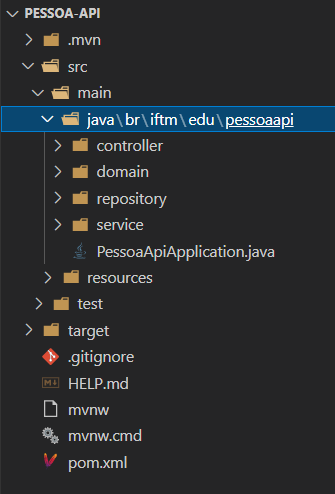 PESSOA-API
.mvn
src
main
java\br\iftm\edu\pessoaapi
controller
domain
repository
service
PessoaApiApplication.java
resources
test
target
.gitignore
HELP.md
mvnw
mvnw.cmd
pom.xml